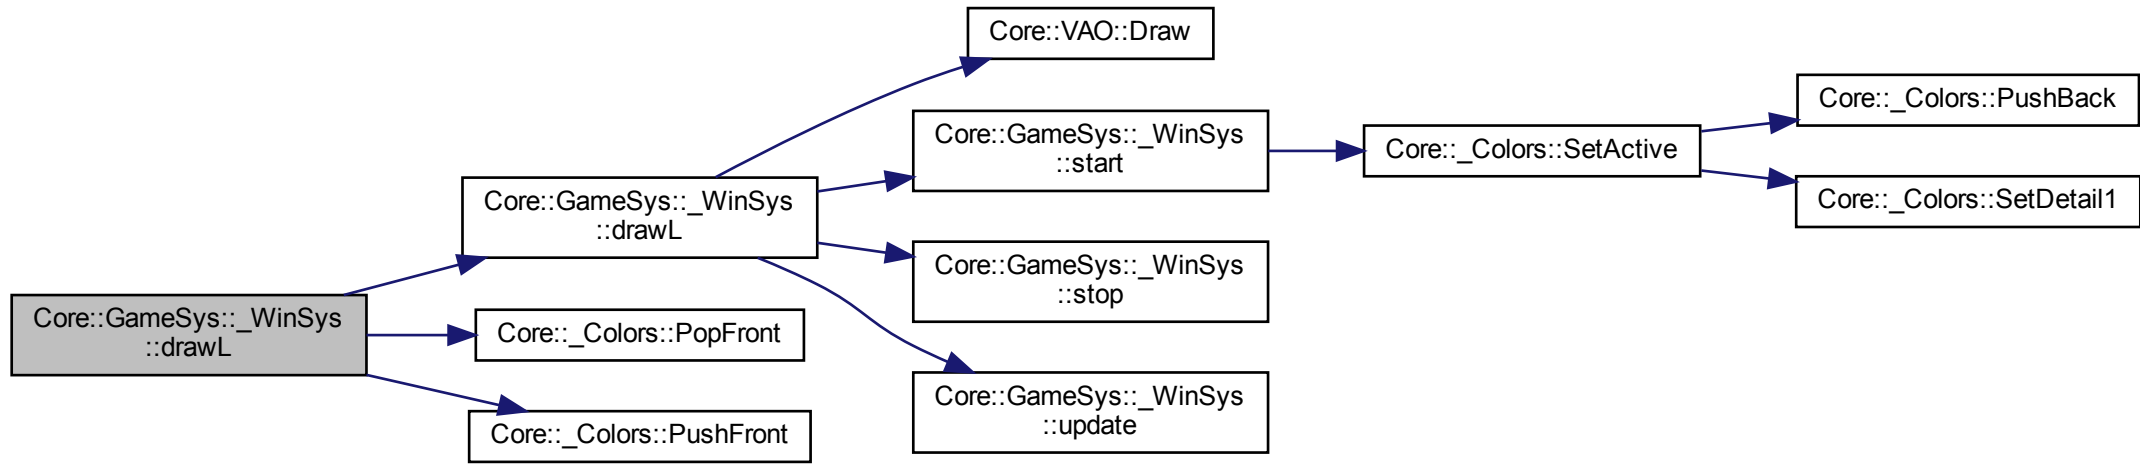 Core::GameSys::_WinSys
::drawL
Core::GameSys::_WinSys
::drawL
Core::_Colors::PopFront
Core::_Colors::PushFront
Core::VAO::Draw
Core::GameSys::_WinSys
::start
Core::GameSys::_WinSys
::stop
Core::GameSys::_WinSys
::update
Core::_Colors::SetActive
Core::_Colors::PushBack
Core::_Colors::SetDetail1